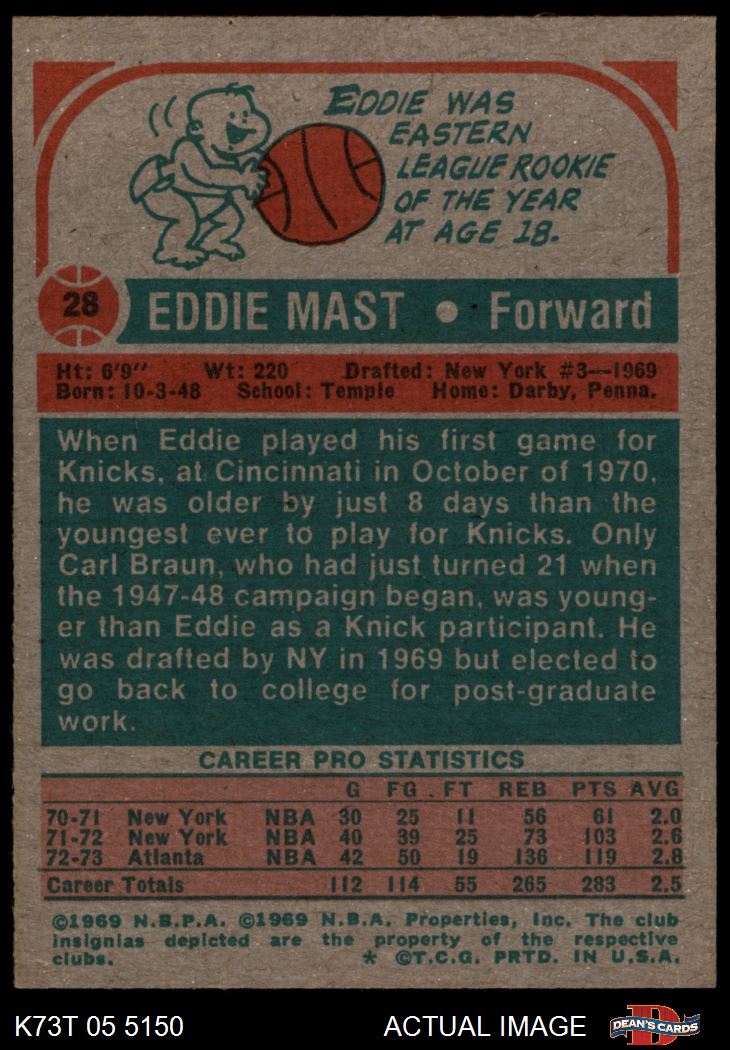 EDDIE WAS
EASTERN
LEAGUE ROOKIE
OF THE YEAR
AT AGE 18.
28 EDDIE MAST • Forward
Ht: 6'9" Wt: 220 Drafted: New York #3—1969
Born: 10-3-48 School: Temple Home: Darby, Penna.
When Eddie played his first game for
Knicks, at Cincinnati in October of 1970,
he was older by just 8 days than the
youngest ever to play for Knicks. Only
Carl Braun, who had just turned 21 when
the 1947-48 campaign began, was young-
er than Eddie as a Knick participant. He
was drafted by NY in 1969 but elected to
go back to college for post-graduate
work.
CAREER PRO STATISTICS
G FG FT REB PTS AVG
70-71 New York NBA 30 25 11 56 61 2.0
71-72 New York NBA 40 39 25 73 103 2.6
72-73 Atlanta NBA 42 50 19 136 119 2.8
Career Totals 112 114 55 265 283 2.5
©1969 N.B.P.A. ©1969 N.B.A. Properties, Inc. The club
insignias depicted are the property of the respective
clubs. * ©T.C.G. PRTD. IN U.S.A.
K73T 05 5150 ACTUAL IMAGE DEAN'S CARDS